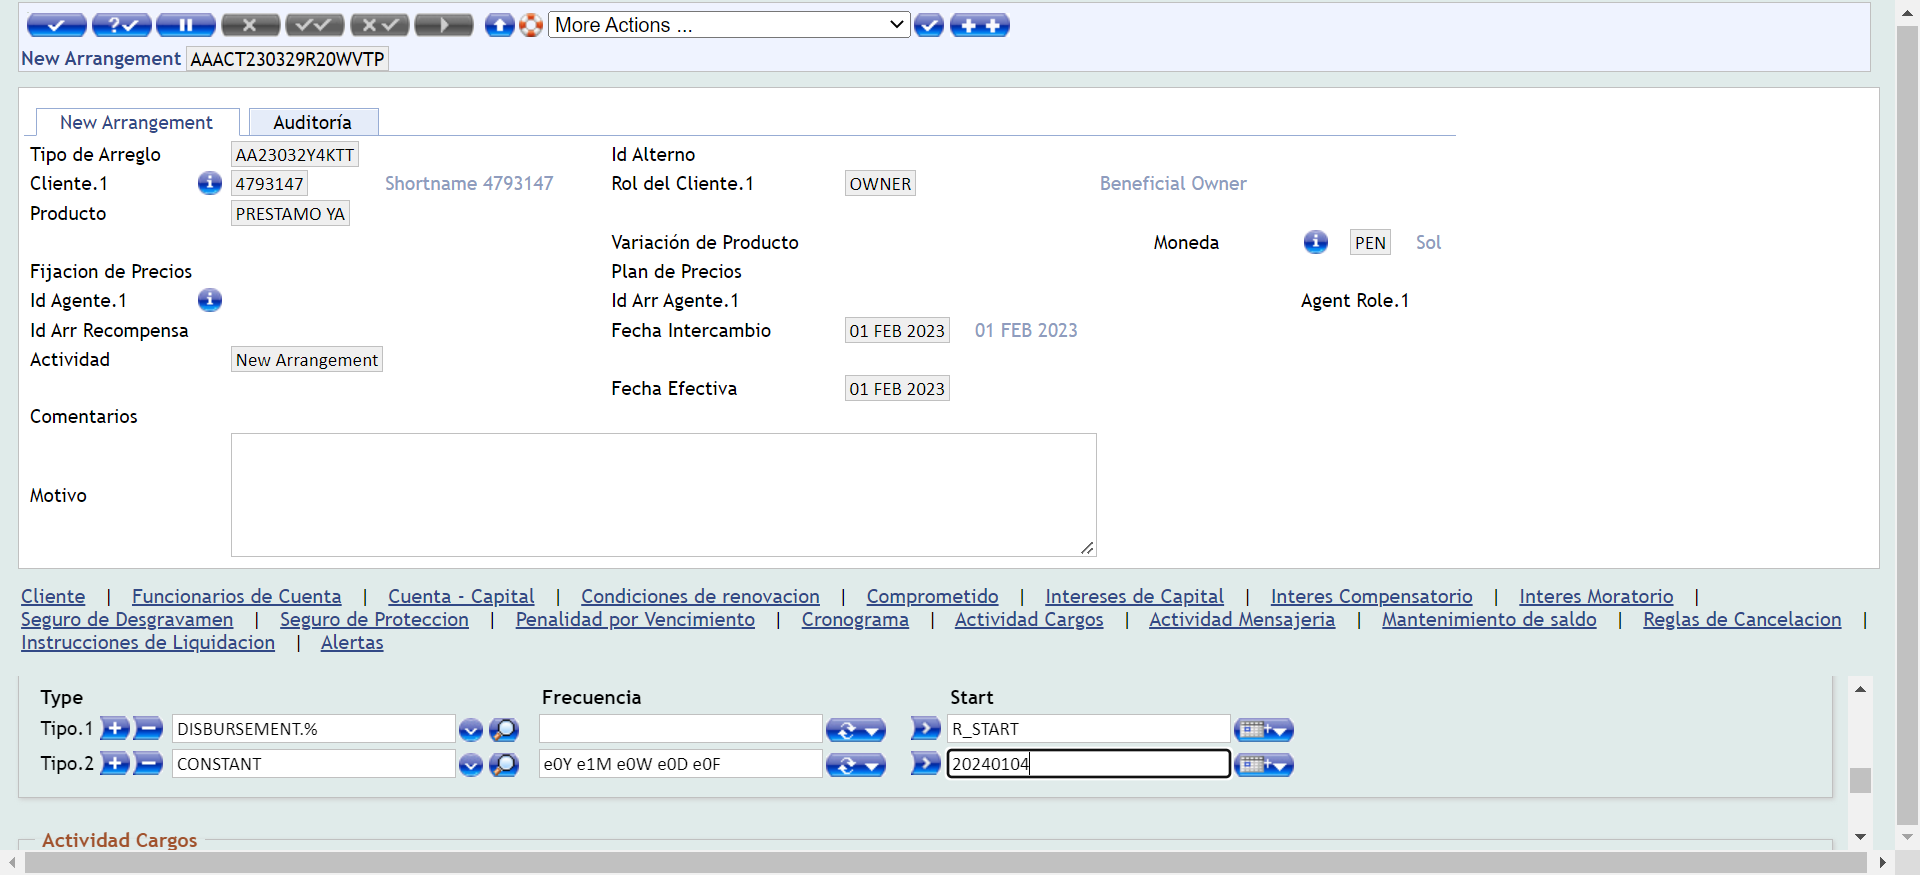 More Actions ...
New Arrangement AAACT230329R20WVTP
New Arrangement Auditoría
Tipo de Arreglo AA23032Y4KTT Id Alterno
Cliente.1 4793147 Shortname 4793147 Rol del Cliente.1 OWNER Beneficial Owner
Producto PRESTAMO YA
Variación de Producto Moneda PEN Sol
Fijacion de Precios Plan de Precios
Id Agente.1 Id Arr Agente.1 Agent Role.1
Id Arr Recompensa Fecha Intercambio 01 FEB 2023 01 FEB 2023
Actividad New Arrangement
Fecha Efectiva 01 FEB 2023
Comentarios
Motivo
Cliente | Funcionarios de Cuenta | Cuenta - Capital | Condiciones de renovacion | Comprometido | Intereses de Capital | Interes Compensatorio | Interes Moratorio |
Seguro de Desgravamen | Seguro de Proteccion | Penalidad por Vencimiento | Cronograma | Actividad Cargos | Actividad Mensajeria | Mantenimiento de saldo | Reglas de Cancelacion |
Instrucciones de Liquidacion | Alertas
Type Frecuencia Start
Tipo.1 DISBURSEMENT.% R_START
Tipo.2 CONSTANT e0Y e1M e0W e0D e0F 20240104
Actividad Cargos